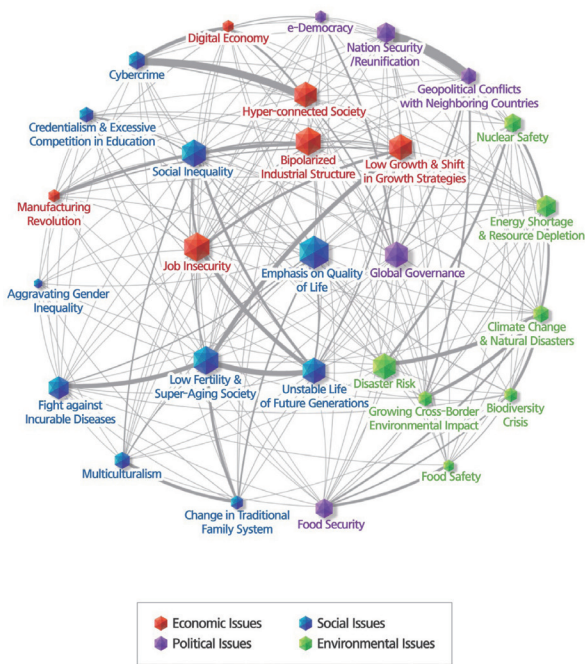 e-Democracy
Digital Economy
Nation Security
/Reunification
Cybercrime
Geopolitical Conflicts
with Neighboring Countries
Hyper-connected Society
Credentialism & Excessive
Competition in Education
Nuclear Safety
Social Inequality
Bipolarized
Industrial Structure
Low Growth & Shift
in Growth Strategies
Manufacturing
Revolution
Energy Shortage
& Resource Depletion
Job Insecurity
Emphasis on Quality
of Life
Global Governance
Aggravating Gender
Inequality
Climate Change
& Natural Disasters
Low Fertility &
Super-Aging Society
Unstable Life
of Future Generations
Disaster Risk
Fight against
Incurable Diseases
Growing Cross-Border
Environmental Impact
Biodiversity
Crisis
Multiculturalism
Food Safety
Change in Traditional
Family System
Food Security
Economic Issues
Social Issues
Political Issues
Environmental Issues